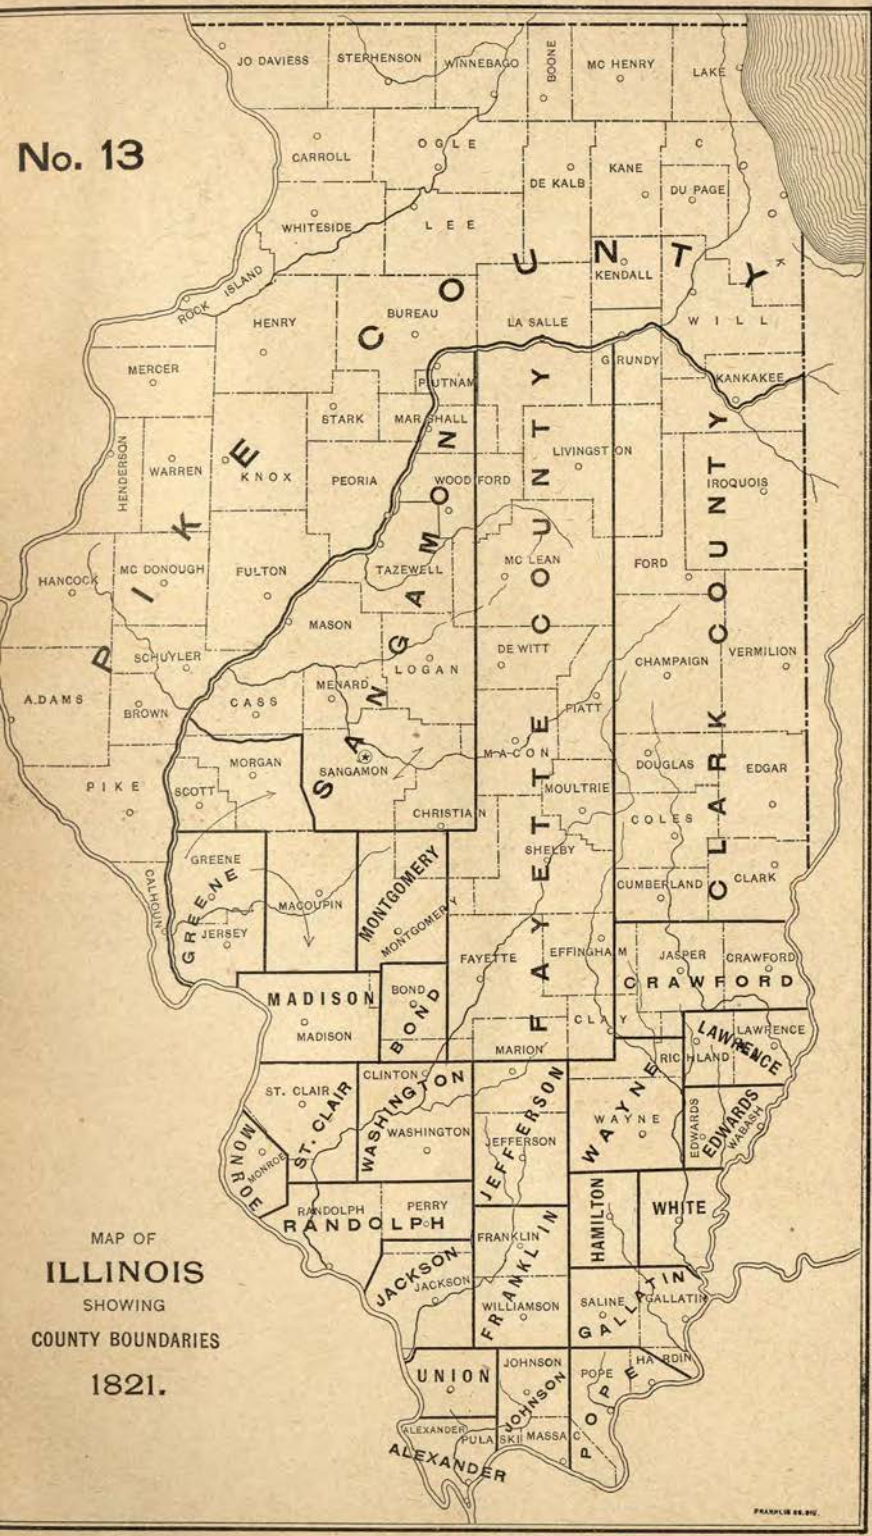 JO DAVIESS
STEPHENSON
WINNEBAGO
BOONE
MC HENRY
LAKE
No. 13
CARROLL
OGLE
DE KALB
KANE
C
DU PAGE
WHITESIDE
LEE
PIKE COUNTY
ROCK ISLAND
KENDALL
K
HENRY
BUREAU
LA SALLE
WILL
MERCER
PUTNAM
GRUNDY
KANKAKEE
STARK
MARSHALL
HENDERSON
WARREN
KNOX
PEORIA
WOODFORD
LIVINGSTON
IROQUOIS
SANGAMON
FAYETTE COUNTY
CLARK COUNTY
HANCOCK
MC DONOUGH
FULTON
TAZEWELL
MC LEAN
FORD
MASON
SCHUYLER
LOGAN
DE WITT
CHAMPAIGN
VERMILION
ADAMS
BROWN
CASS
MENARD
PIATT
MACON
PIKE
SCOTT
MORGAN
SANGAMON
CHRISTIAN
MOULTRIE
DOUGLAS
EDGAR
COLES
SHELBY
CALHOUN
GREENE
GREENE
JERSEY
MACOUPIN
MONTGOMERY
MONTGOMERY
CUMBERLAND
CLARK
FAYETTE
EFFINGHAM
JASPER
CRAWFORD
CRAWFORD
MADISON
MADISON
BOND
BOND
CLAY
MARION
RICHLAND
LAWRENCE
LAWRENCE
ST. CLAIR
ST. CLAIR
CLINTON
WASHINGTON
WASHINGTON
JEFFERSON
JEFFERSON
WAYNE
WAYNE
EDWARDS
EDWARDS
WABASH
MONROE
MONROE
RANDOLPH
PERRY
RANDOLPH
FRANKLIN
FRANKLIN
HAMILTON
WHITE
JACKSON
JACKSON
WILLIAMSON
SALINE
GALLATIN
GALLATIN
UNION
JOHNSON
JOHNSON
POPE
POPE
HARDIN
ALEXANDER
PULASKI
MASSAC
ALEXANDER
MAP OF
ILLINOIS
SHOWING
COUNTY BOUNDARIES
1821.